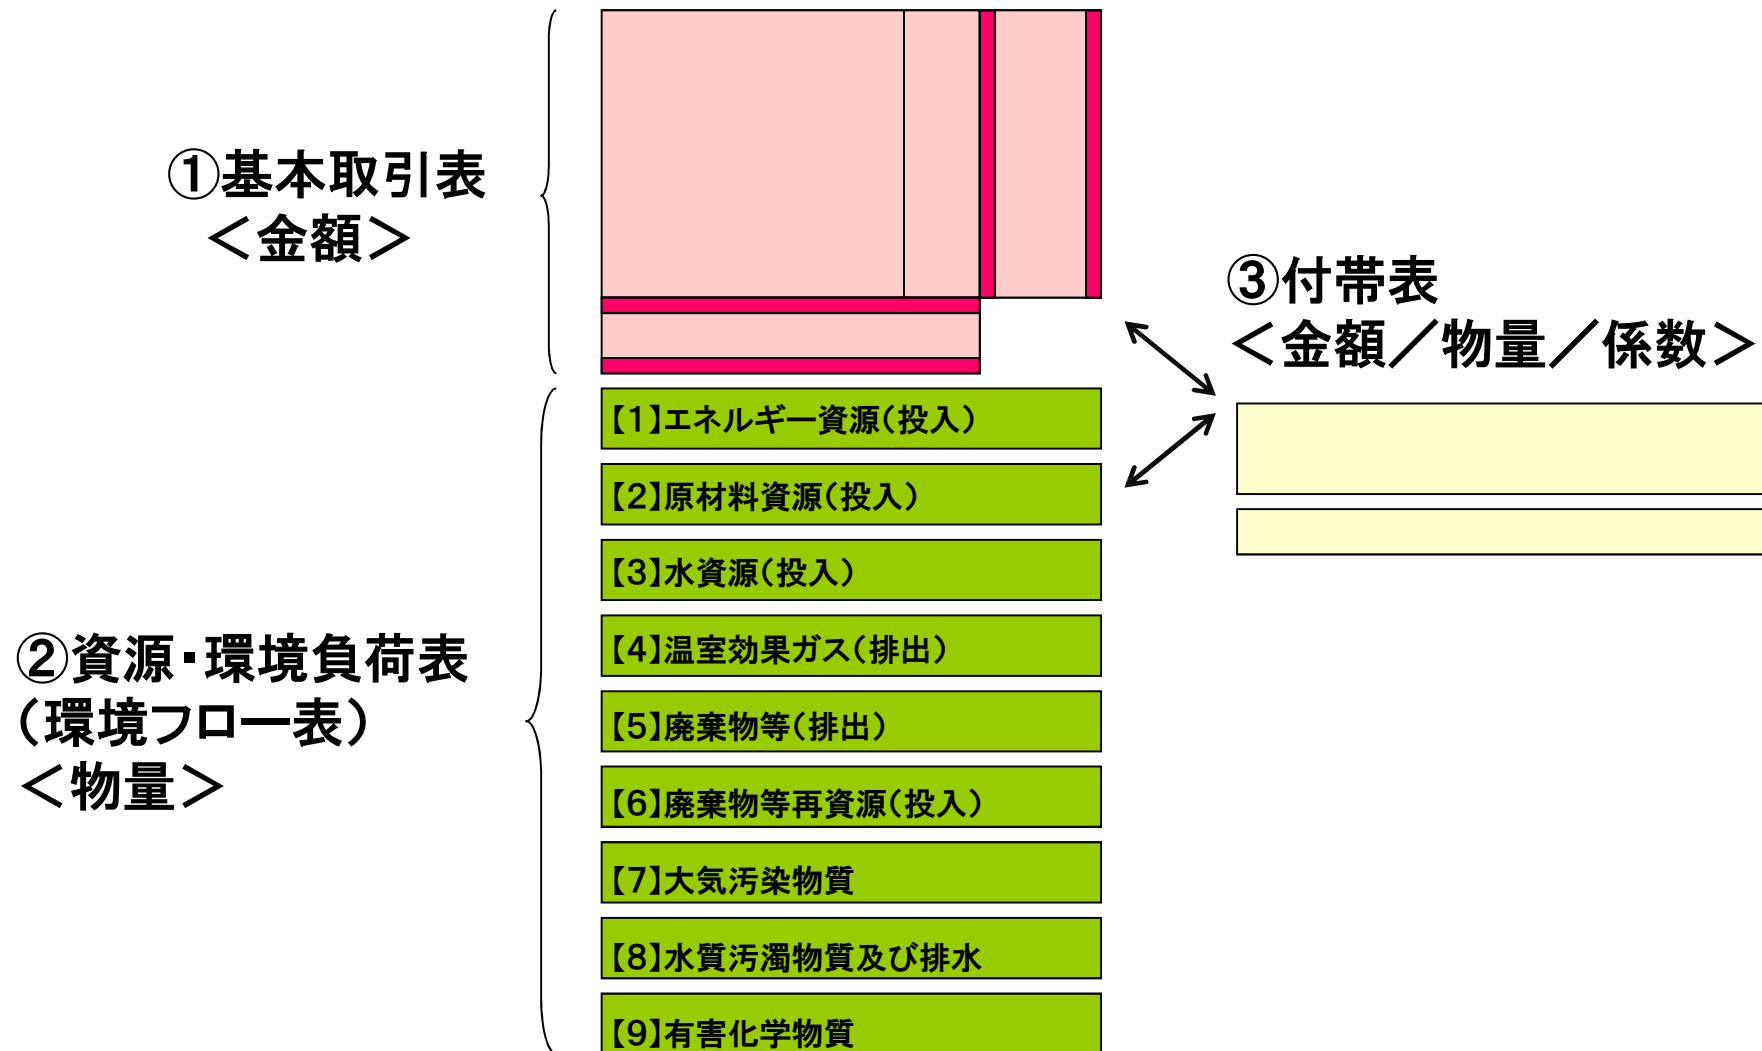 ①基本取引表
＜金額＞
③付帯表
＜金額／物量／係数＞
【1】エネルギー資源（投入）
【2】原材料資源（投入）
【3】水資源（投入）
【4】温室効果ガス（排出）
②資源・環境負荷表
（環境フロー表）
＜物量＞
【5】廃棄物等（排出）
【6】廃棄物等再資源（投入）
【7】大気汚染物質
【8】水質汚濁物質及び排水
【9】有害化学物質